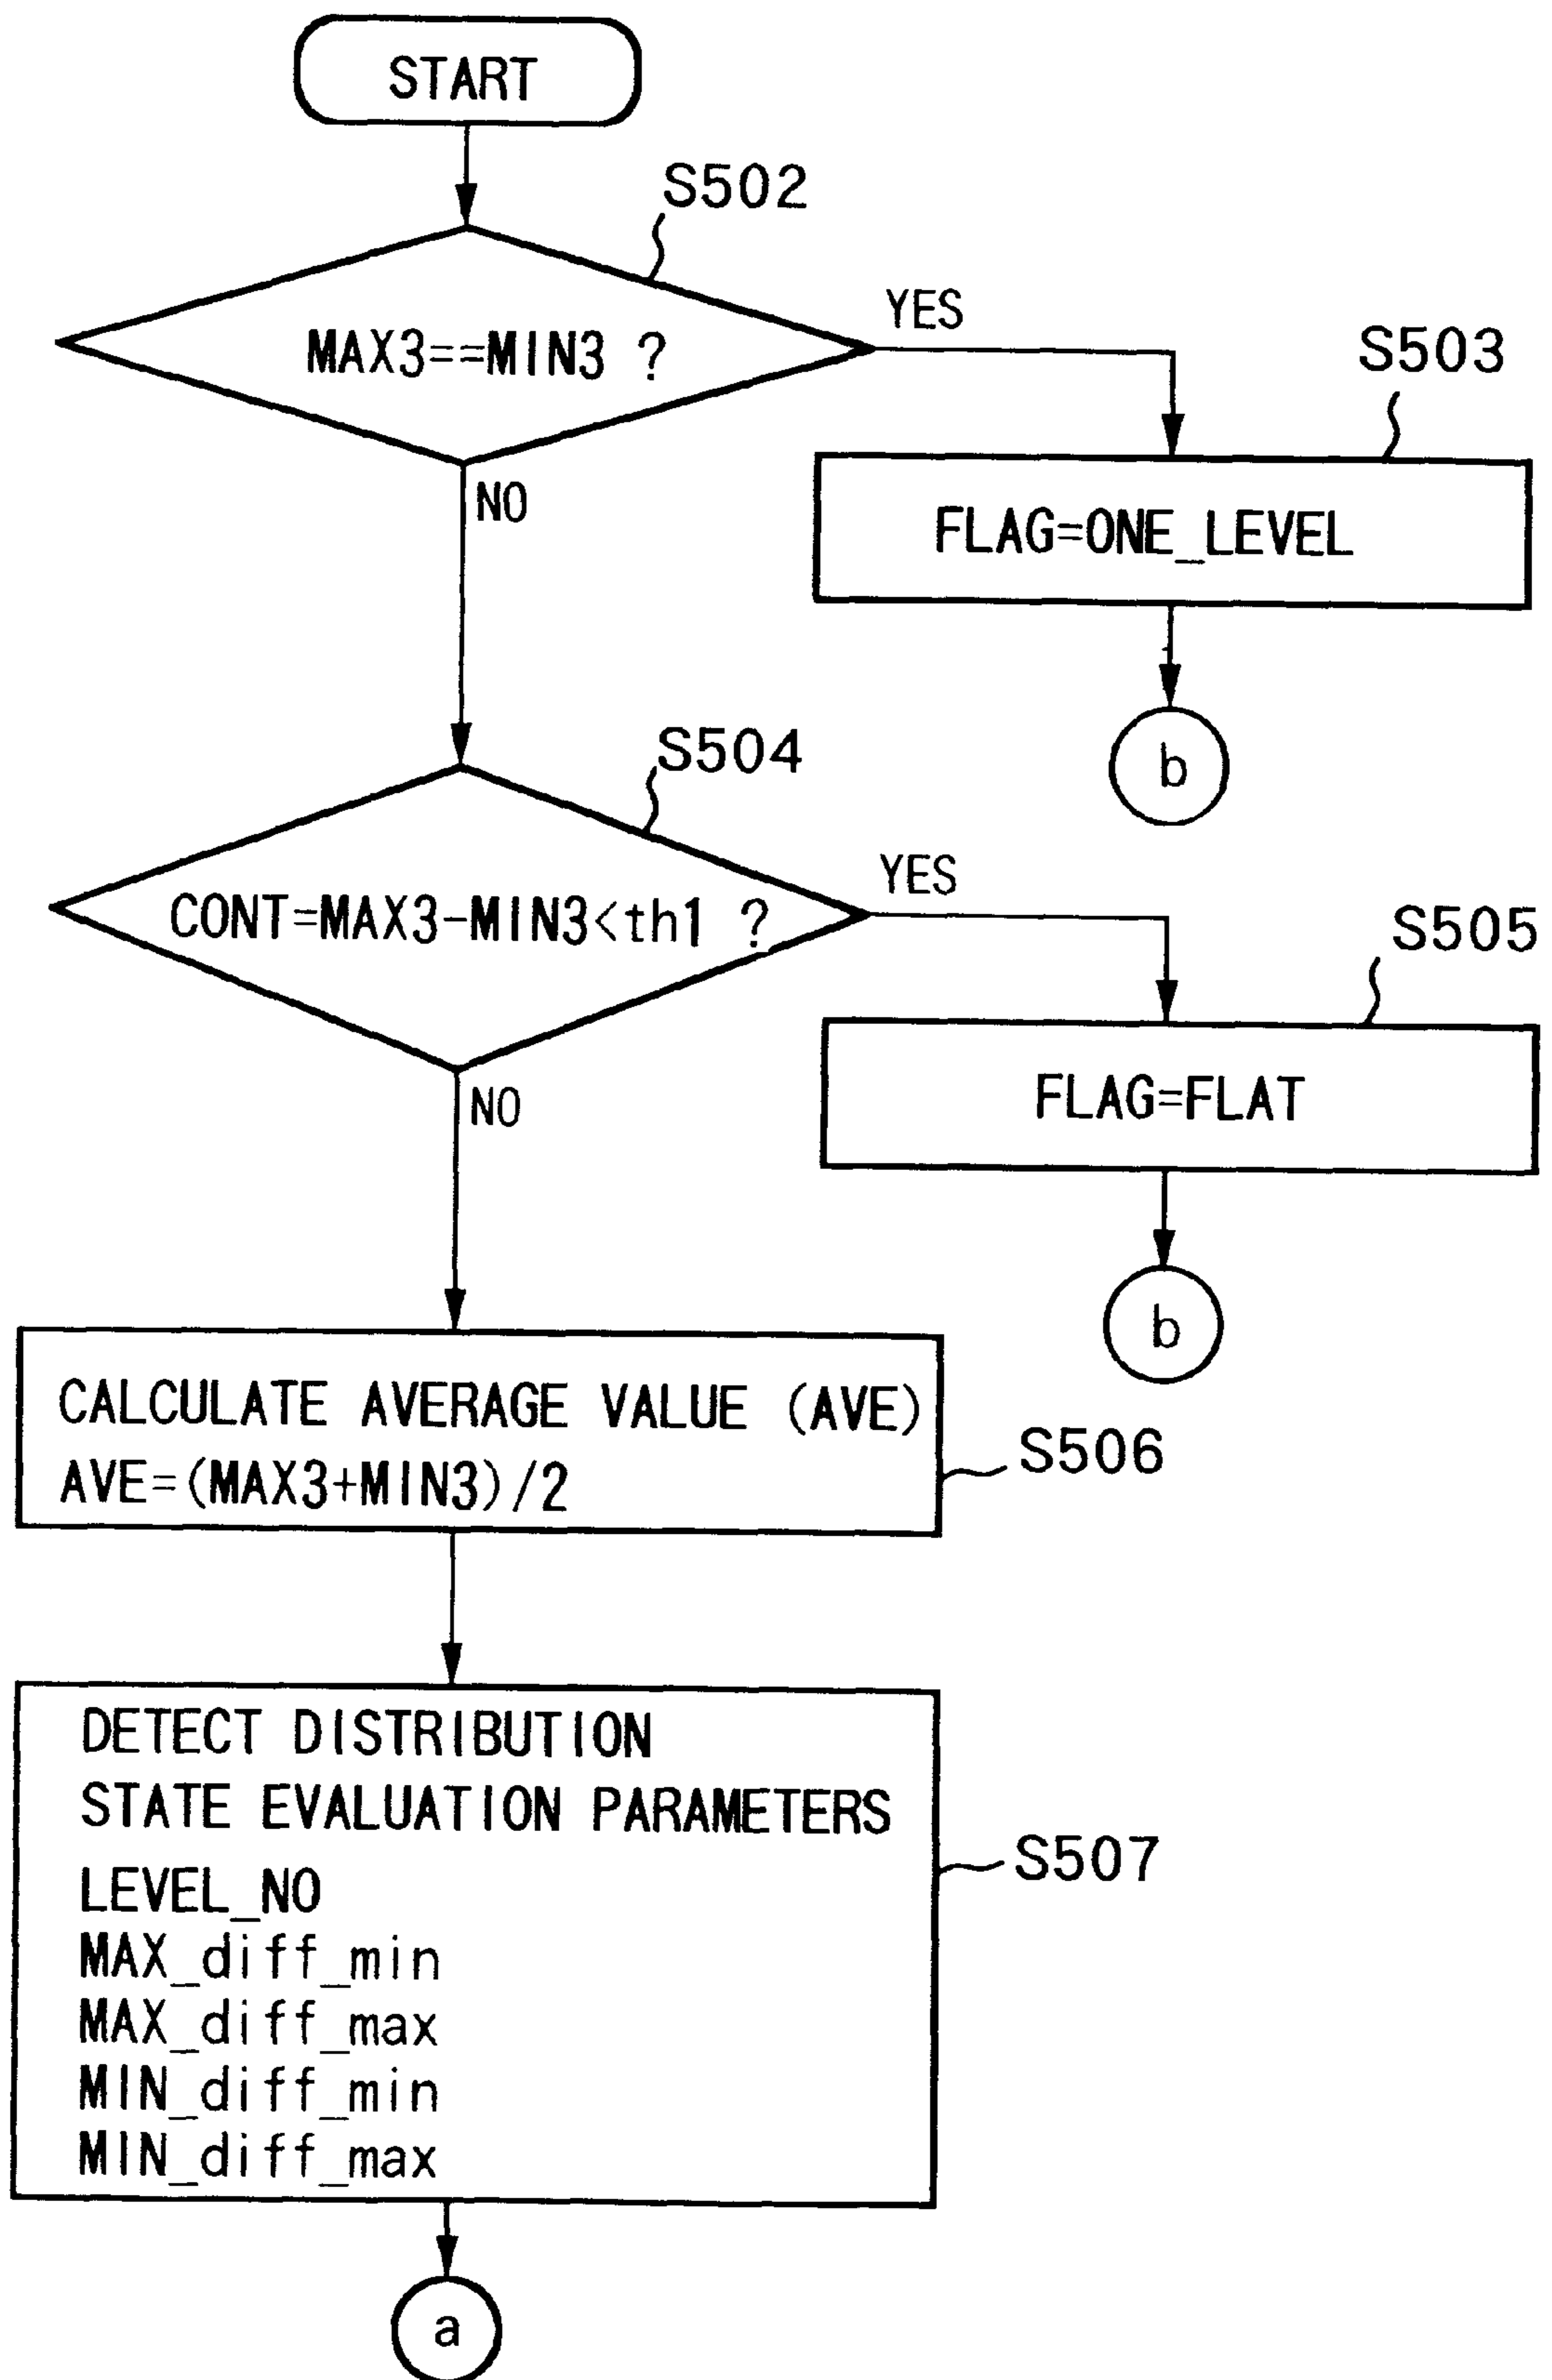 START
S502
MAX3==MIN3 ?
YES
S503
NO
FLAG=ONE_LEVEL
b
S504
CONT=MAX3-MIN3<th1 ?
YES
S505
NO
FLAG=FLAT
b
CALCULATE AVERAGE VALUE (AVE)
AVE=(MAX3+MIN3)/2
S506
DETECT DISTRIBUTION
STATE EVALUATION PARAMETERS
LEVEL_NO
MAX_diff_min
MAX_diff_max
MIN_diff_min
MIN_diff_max
S507
a